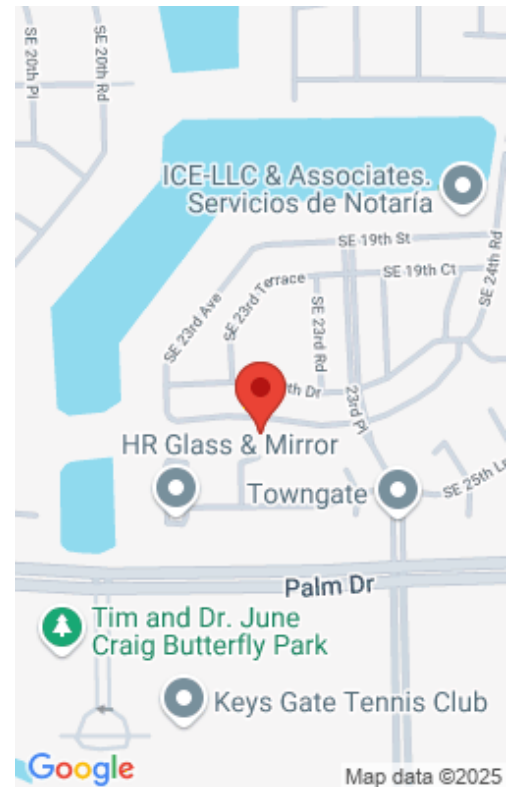 SE 20th Pl
SE 20th Rd
ICE-LLC & Associates.
Servicios de Notaría
SE 19th St
SE 19th Ct
SE 24th Rd
SE 23rd Ave
SE 23rd Terrace
SE 23rd Rd
th Dr
23rd Pl
HR Glass & Mirror
Towngate
SE 25th Ln
Palm Dr
Tim and Dr. June
Craig Butterfly Park
Keys Gate Tennis Club
Google
Map data ©2025